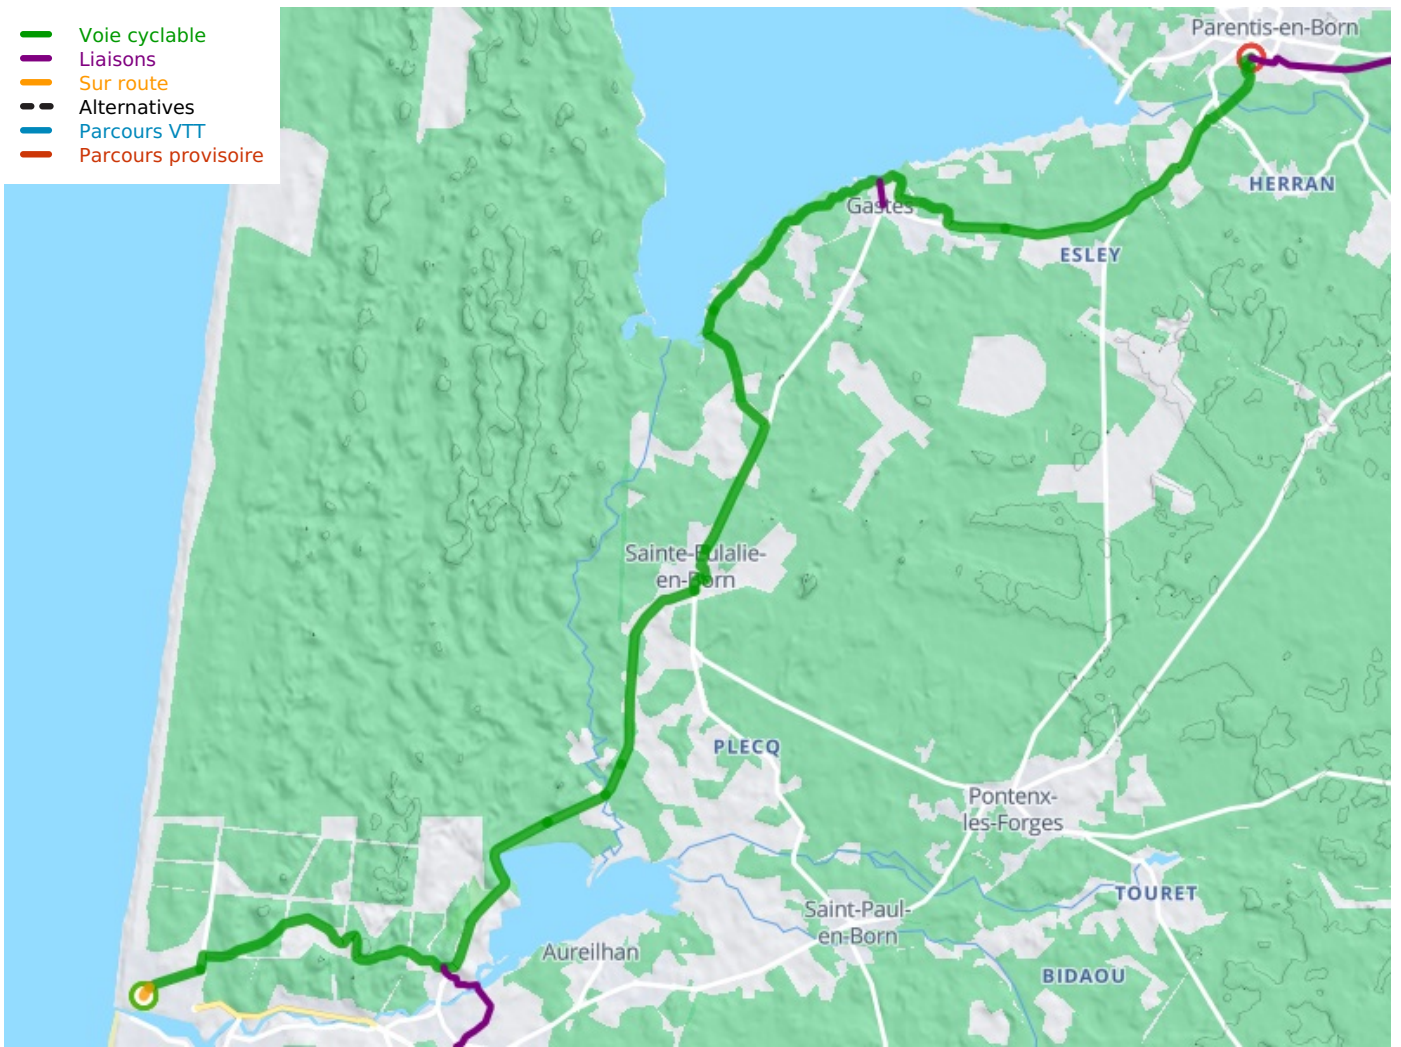 Voie cyclable
Liaisons
Sur route
Alternatives
Parcours VTT
Parcours provisoire
Parentis-en-Born
HERRAN
Gastes
ESLEY
Sainte-Eulalie-
en-Born
PLECQ
Pontenx-
les-Forges
TOURET
Saint-Paul-
en-Born
Aureilhan
BIDAOU